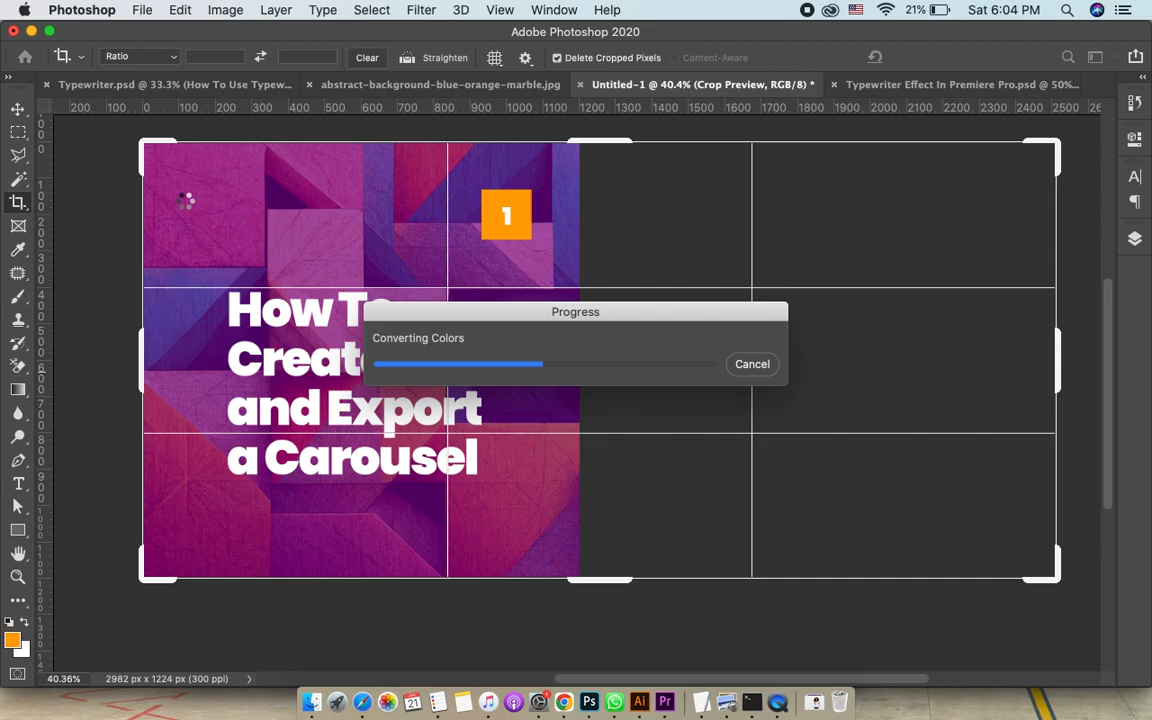 Photoshop File Edit Image Layer Type Select Filter 3D View Window Help 21% Sat 6:04 PM
Adobe Photoshop 2020
Ratio Clear Straighten Delete Cropped Pixels Content-Aware
Typewriter.psd @ 33.3% (How To Use Typew... abstract-background-blue-orange-marble.jpg Untitled-1 @ 40.4% (Crop Preview, RGB/8) * Typewriter Effect In Premiere Pro.psd @ 50%...
200 100 0 100 200 300 400 500 600 700 800 900 1000 1100 1200 1300 1400 1500 1600 1700 1800 1900 2000 2100 2200 2300 2400 2500
1
Progress
Converting Colors
Cancel
How To
Create
and Export
a Carousel
40.36% 2982 px x 1224 px (300 ppi)
21 Ps Ai Pr